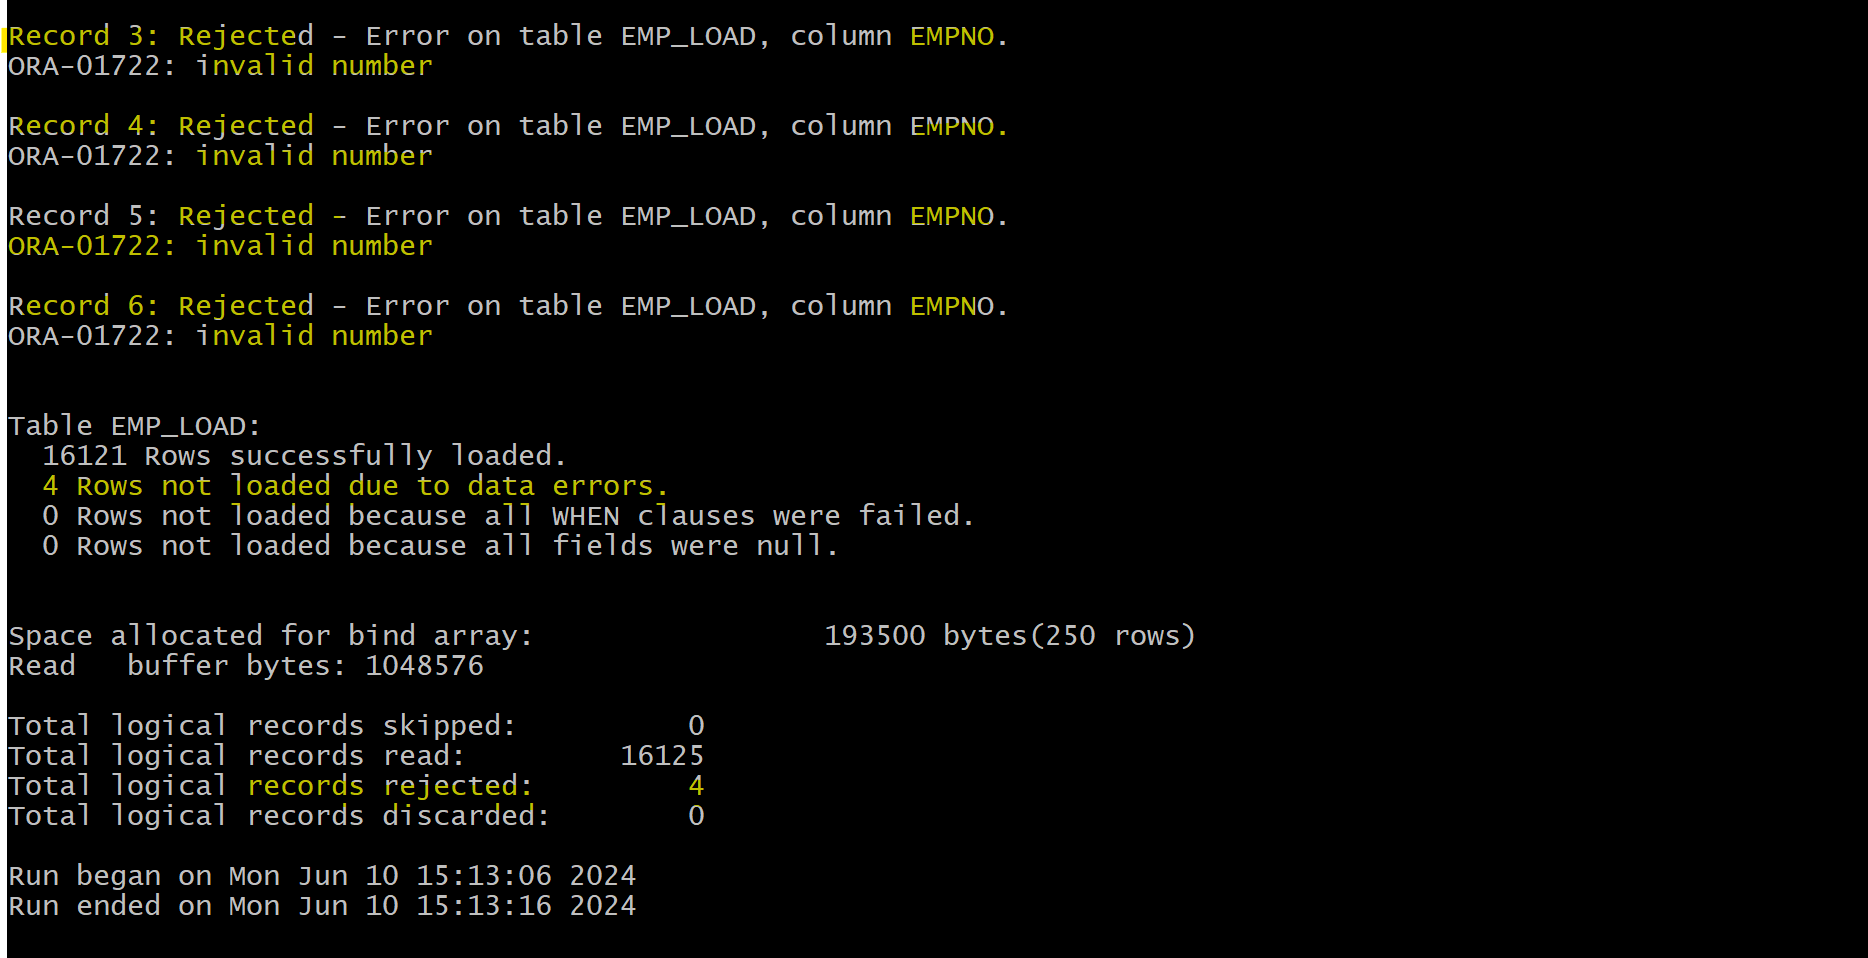 Record 3: Rejected - Error on table EMP_LOAD, column EMPNO.
ORA-01722: invalid number
Record 4: Rejected - Error on table EMP_LOAD, column EMPNO.
ORA-01722: invalid number
Record 5: Rejected - Error on table EMP_LOAD, column EMPNO.
ORA-01722: invalid number
Record 6: Rejected - Error on table EMP_LOAD, column EMPNO.
ORA-01722: invalid number
Table EMP_LOAD:
  16121 Rows successfully loaded.
  4 Rows not loaded due to data errors.
  0 Rows not loaded because all WHEN clauses were failed.
  0 Rows not loaded because all fields were null.
Space allocated for bind array:                 193500 bytes(250 rows)
Read   buffer bytes: 1048576
Total logical records skipped:          0
Total logical records read:         16125
Total logical records rejected:         4
Total logical records discarded:        0
Run began on Mon Jun 10 15:13:06 2024
Run ended on Mon Jun 10 15:13:16 2024